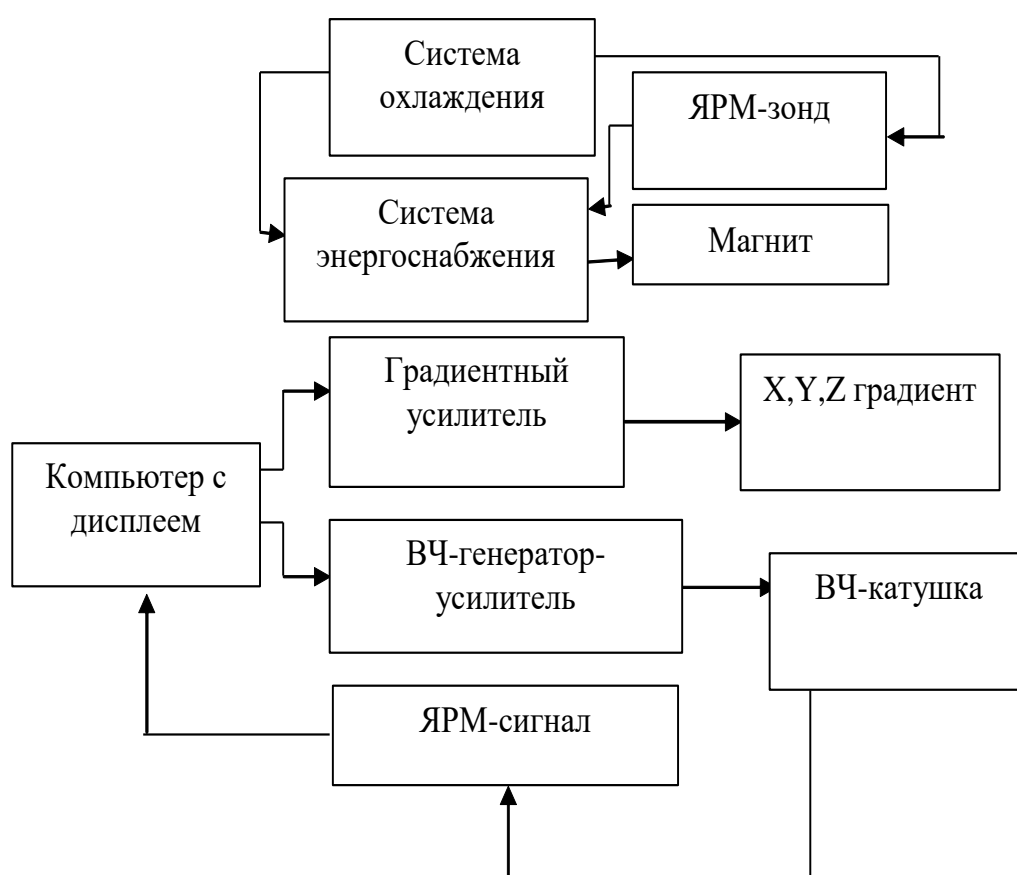 Система
охлаждения
ЯРМ-зонд
Система
энергоснабжения
Магнит
Градиентный
усилитель
X,Y,Z градиент
Компьютер с
дисплеем
ВЧ-генератор-
усилитель
ВЧ-катушка
ЯРМ-сигнал